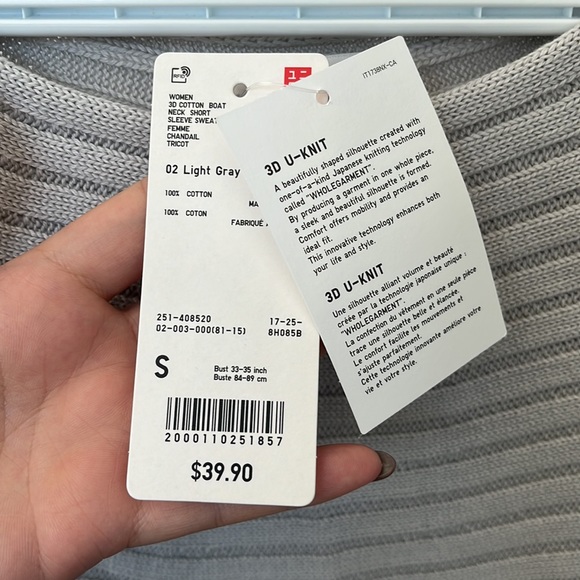 RFID
WOMEN
3D COTTON BOAT
NECK SHORT
SLEEVE SWEAT
FEMME
CHANDAIL
TRICOT
02 Light Gray
100% COTTON
MA
100% COTON
FABRIQUÉ
251-408520
17-25-
02-003-000(81-15)
8H085B
S
Bust 33-35 inch
Buste 84-89 cm
2000110251857
$39.90
IT173BNX-CA
3D U-KNIT
A beautifully shaped silhouette created with
one-of-a-kind Japanese knitting technology
called "WHOLEGARMENT".
By producing a garment in one whole piece,
a sleek and beautiful silhouette is formed.
Comfort offers mobility and provides an
ideal fit.
This innovative technology enhances both
your life and style.
3D U-KNIT
Une silhouette alliant volume et beauté
créée par la technologie japonaise unique :
"WHOLEGARMENT".
La confection du vêtement en une seule pièce
trace une silhouette belle et élancée.
Le confort facilite les mouvements et
s'ajuste parfaitement.
Cette technologie innovante améliore votre
vie et votre style.